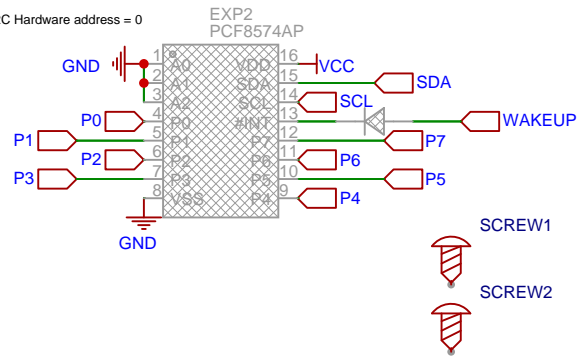 C Hardware address = 0
EXP2
PCF8574AP
GND
1 A0 VDD 16 VCC
2 A1 SDA 15 SDA
3 A2 SCL 14 SCL
P0 4 P0 #INT 13 WAKEUP
P1 5 P1 P7 12 P7
P2 6 P2 P6 11 P6
P3 7 P3 P5 10 P5
8 VSS P4 9 P4
GND
SCREW1
SCREW2